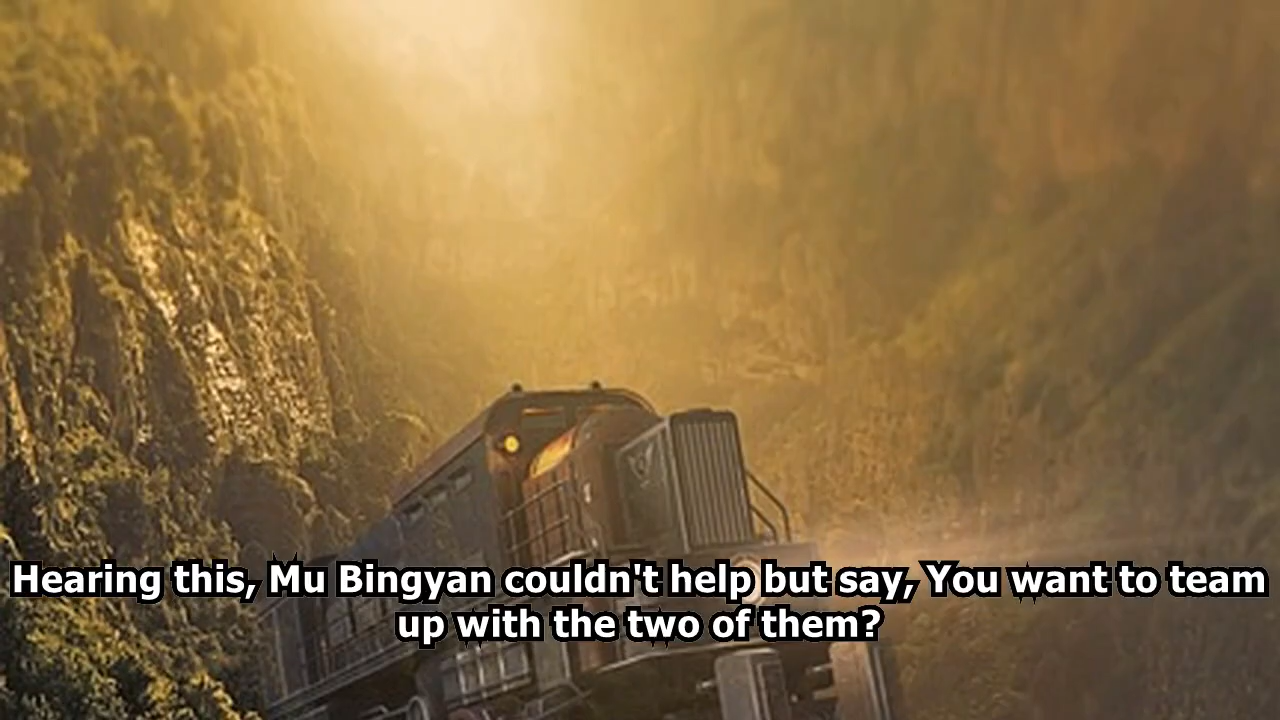 Hearing this, Mu Bingyan couldn't help but say, You want to team
up with the two of them?